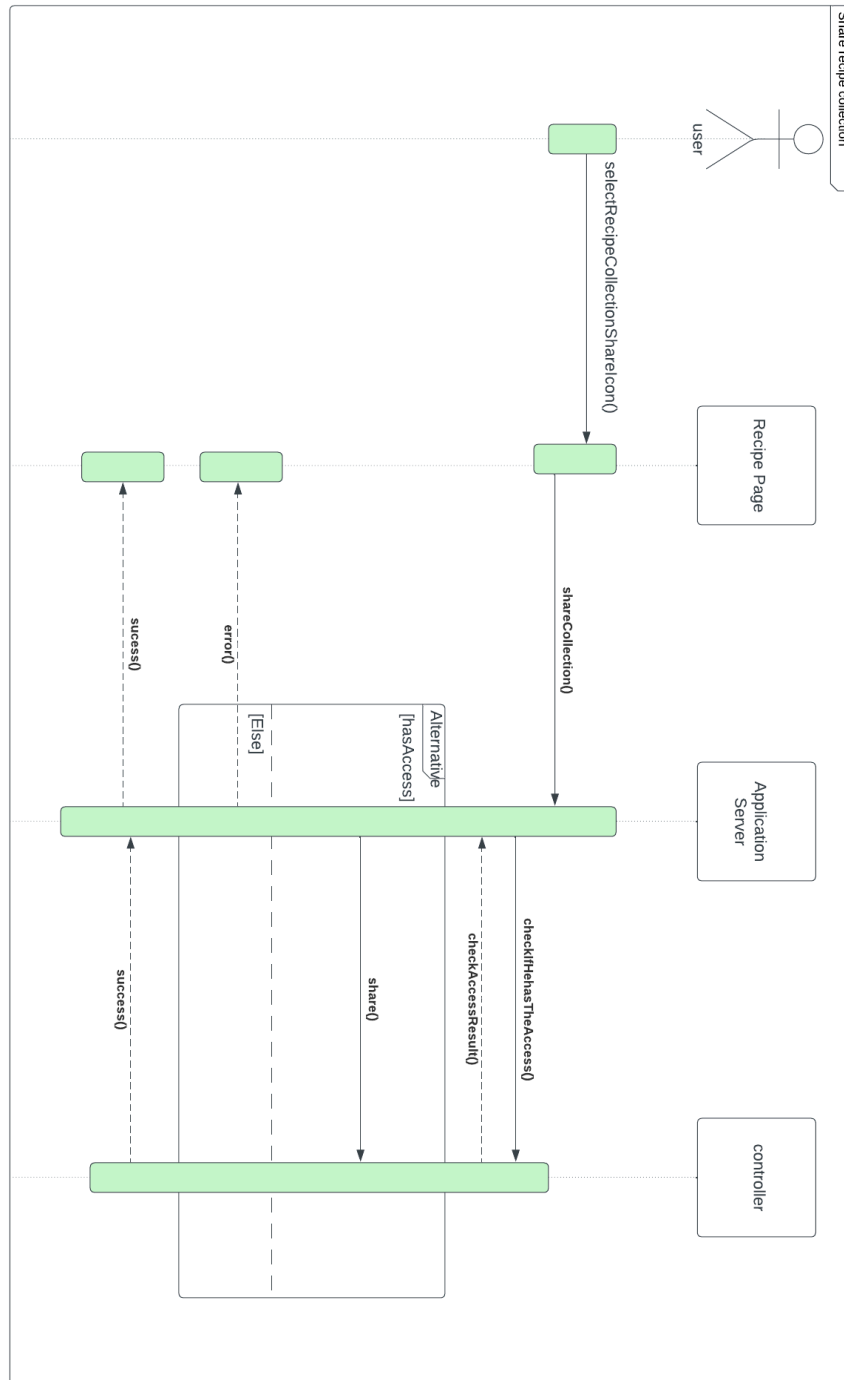 Share recipe collection
user
Recipe Page
Application
Server
controller
selectRecipeCollectionShareIcon()
shareCollection()
checkIfHehasTheAccess()
checkAccessResult()
Alternative
[hasAccess]
share()
[Else]
error()
success()
sucess()